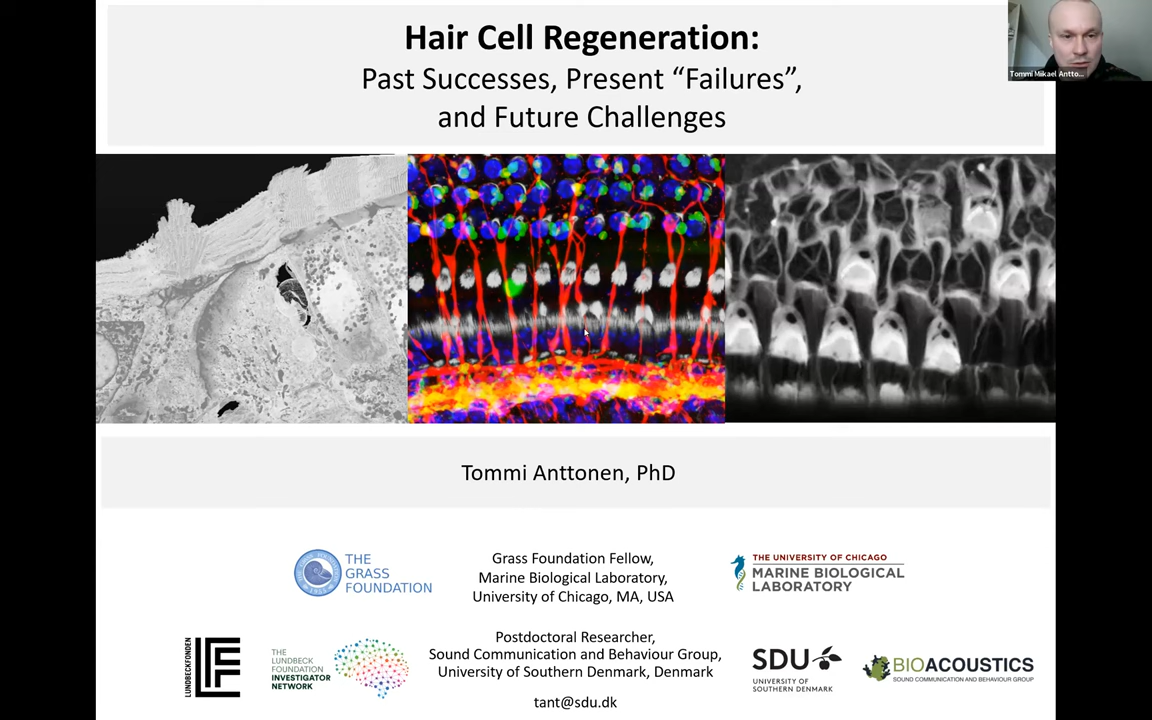 Hair Cell Regeneration:
Past Successes, Present “Failures”,
and Future Challenges
Tommi Mikael Antto...
Tommi Anttonen, PhD
THE
GRASS
FOUNDATION
Grass Foundation Fellow,
Marine Biological Laboratory,
University of Chicago, MA, USA
THE UNIVERSITY OF CHICAGO
MARINE BIOLOGICAL
LABORATORY
LUNDBECKFONDEN
THE
LUNDBECK
FOUNDATION
INVESTIGATOR
NETWORK
Postdoctoral Researcher,
Sound Communication and Behaviour Group,
University of Southern Denmark, Denmark
tant@sdu.dk
SDU
UNIVERSITY OF
SOUTHERN DENMARK
BIOACOUSTICS
SOUND COMMUNICATION AND BEHAVIOUR GROUP